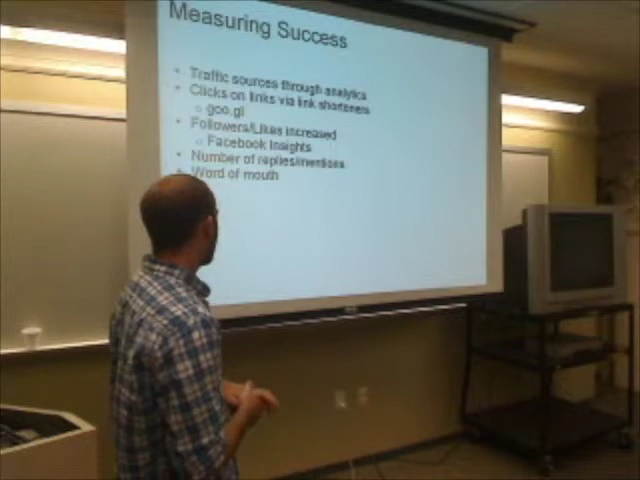 Measuring Success
• Traffic sources through analytics
• Clicks on links via link shorteners
○ goo.gl
• Followers/Likes increased
○ Facebook Insights
• Number of replies/mentions
• Word of mouth